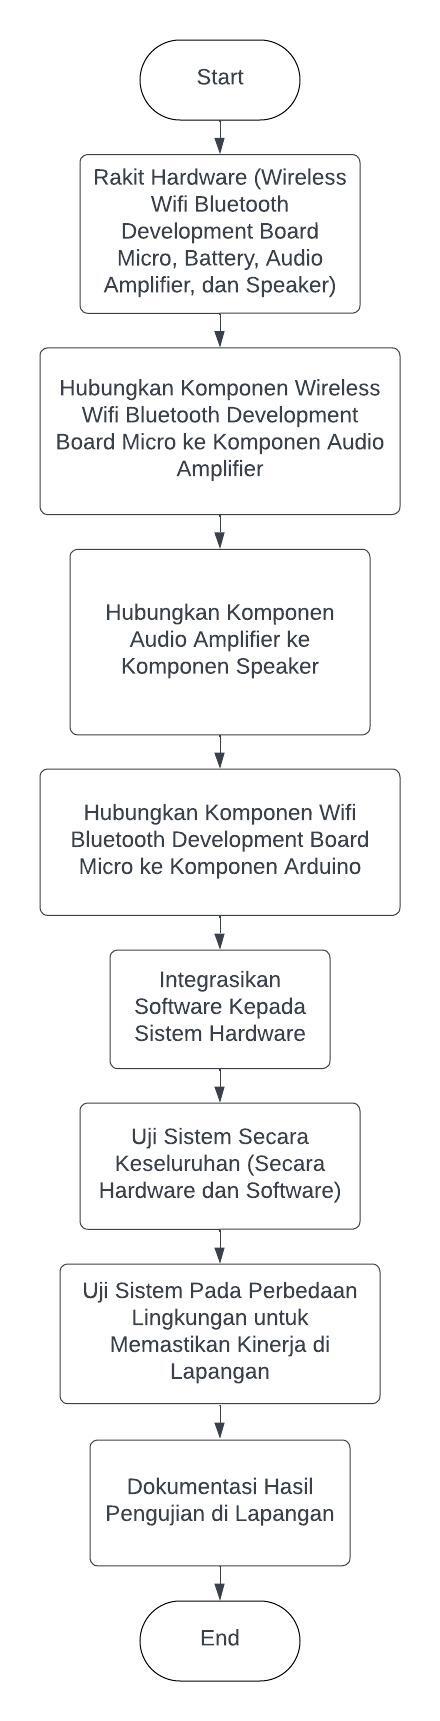 Start
Rakit Hardware (Wireless
Wifi Bluetooth
Development Board
Micro, Battery, Audio
Amplifier, dan Speaker)
Hubungkan Komponen Wireless
Wifi Bluetooth Development
Board Micro ke Komponen Audio
Amplifier
Hubungkan Komponen
Audio Amplifier ke
Komponen Speaker
Hubungkan Komponen Wifi
Bluetooth Development Board
Micro ke Komponen Arduino
Integrasikan
Software Kepada
Sistem Hardware
Uji Sistem Secara
Keseluruhan (Secara
Hardware dan Software)
Uji Sistem Pada Perbedaan
Lingkungan untuk
Memastikan Kinerja di
Lapangan
Dokumentasi Hasil
Pengujian di Lapangan
End